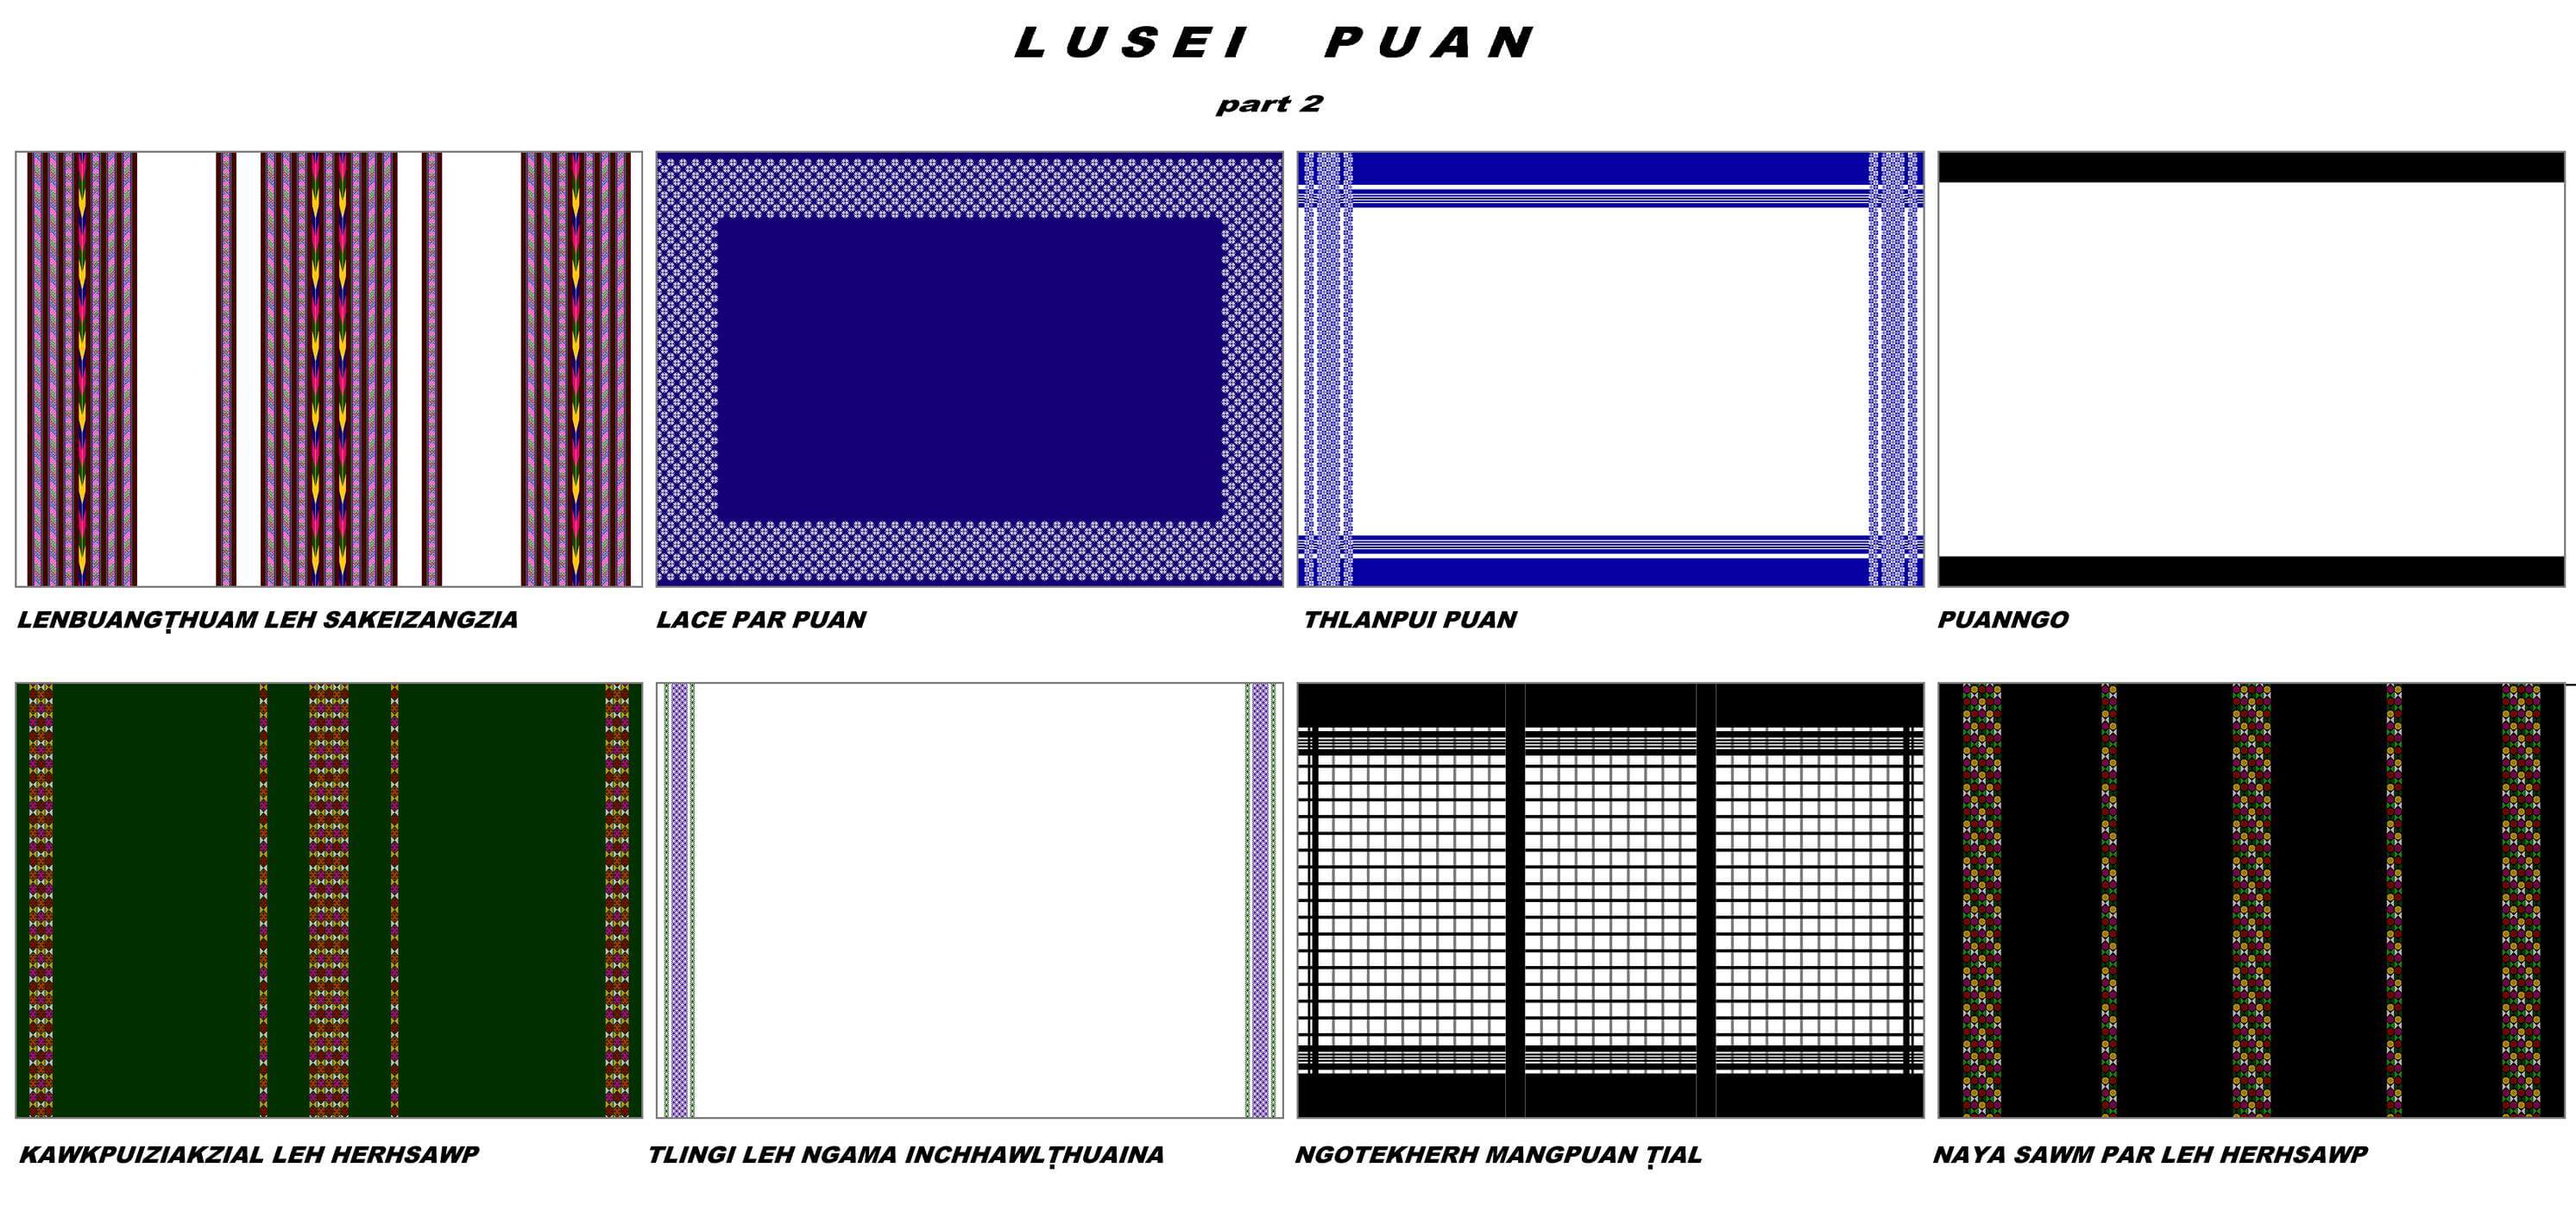 LUSEI PUAN
part 2
LENBUANGṬHUAM LEH SAKEIZANGZIA
LACE PAR PUAN
THLANPUI PUAN
PUANNGO
KAWKPUIZIAKZIAL LEH HERHSAWP
TLINGI LEH NGAMA INCHHAWLṬHUAINA
NGOTEKHERH MANGPUAN ṬIAL
NAYA SAWM PAR LEH HERHSAWP